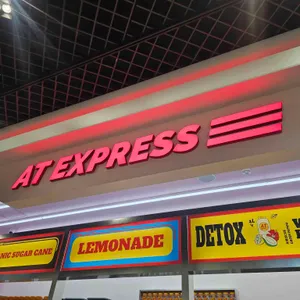 AT EXPRESS
NIC SUGAR CANE
LEMONADE
DETOX